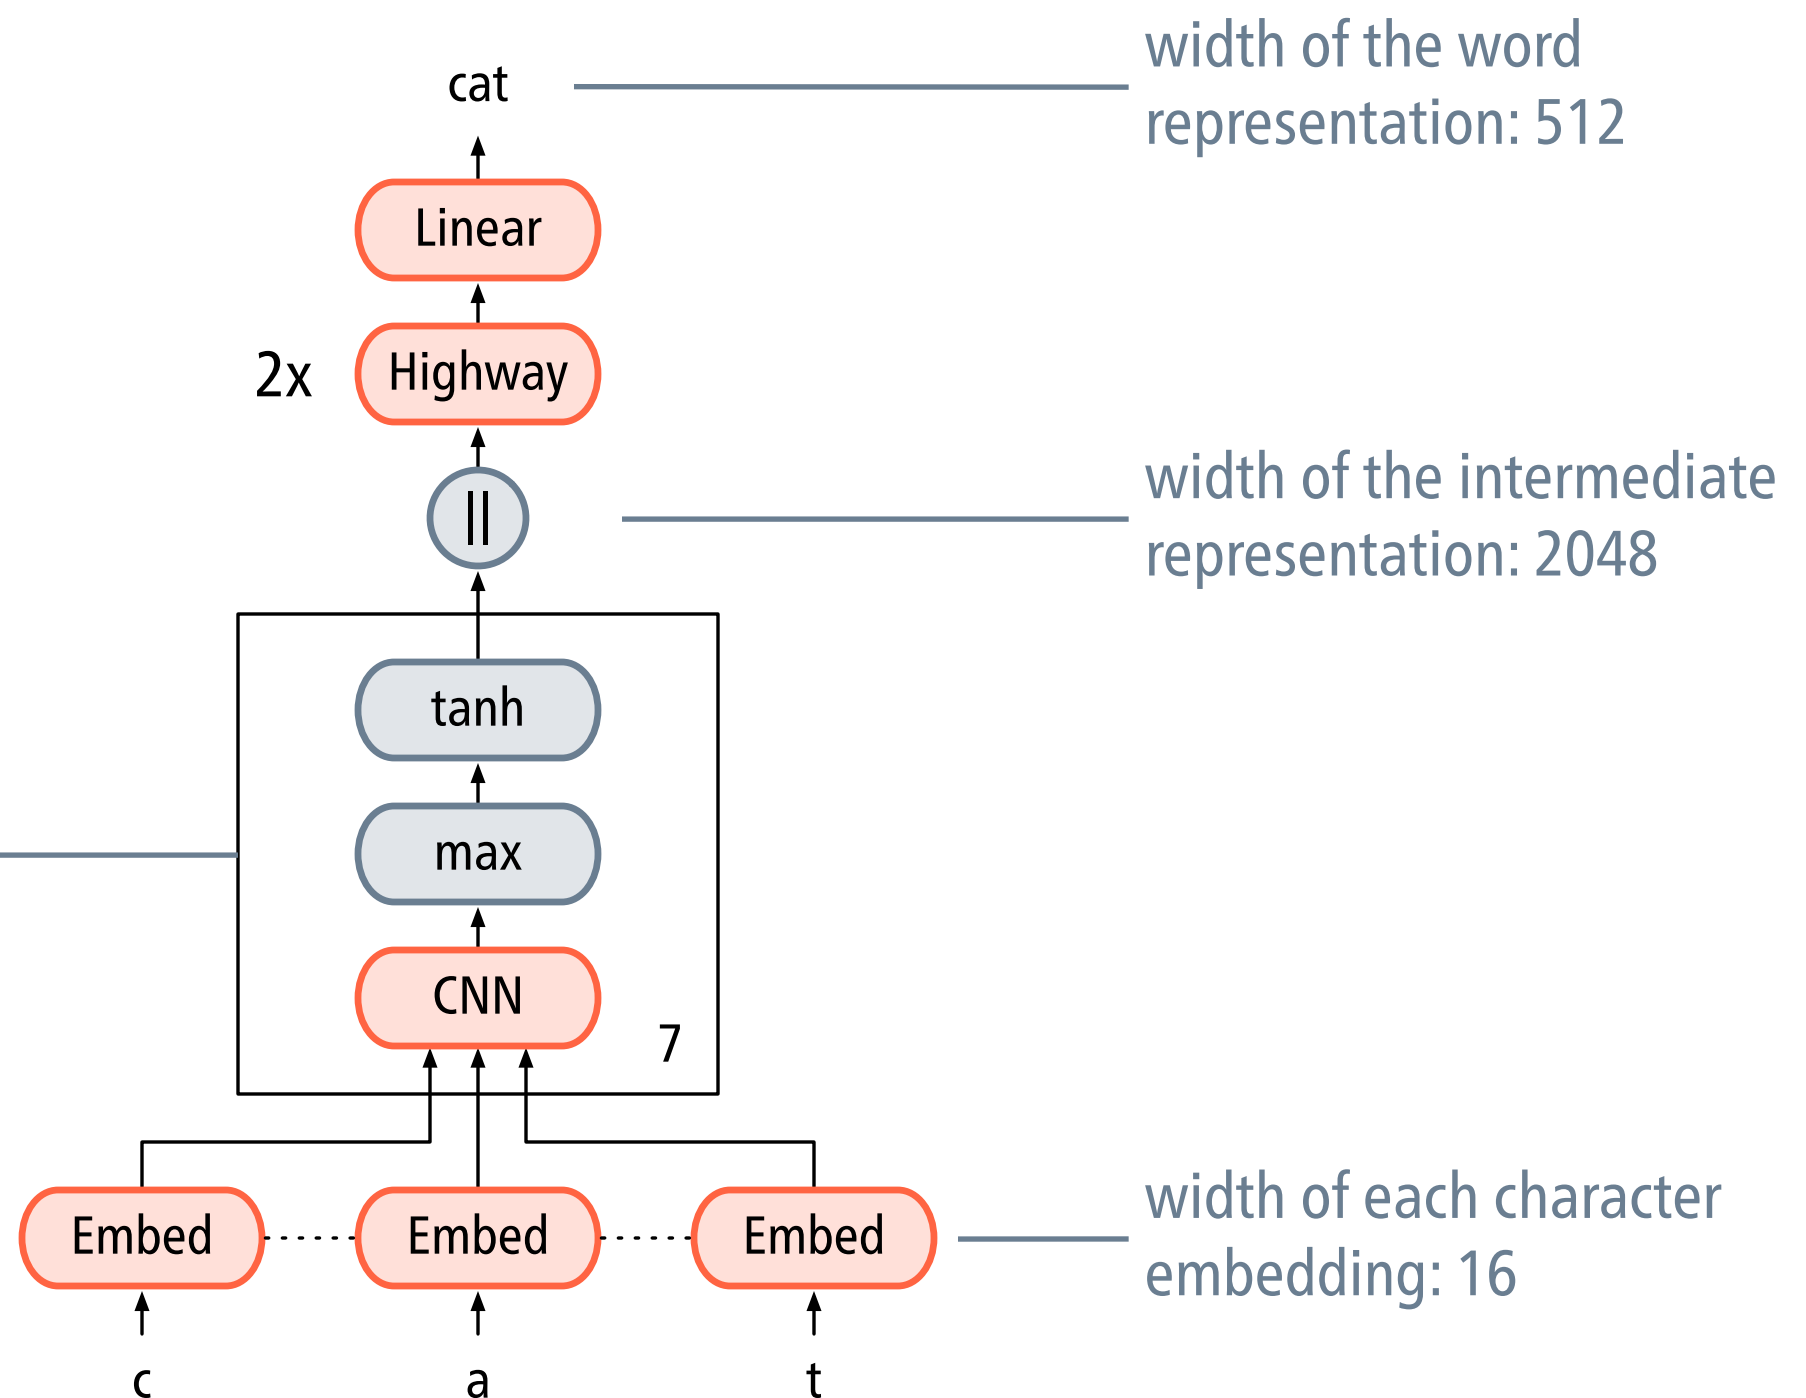 cat
width of the word
representation: 512
Linear
2x
Highway
||
width of the intermediate
representation: 2048
tanh
max
CNN
7
Embed Embed Embed
width of each character
embedding: 16
c a t